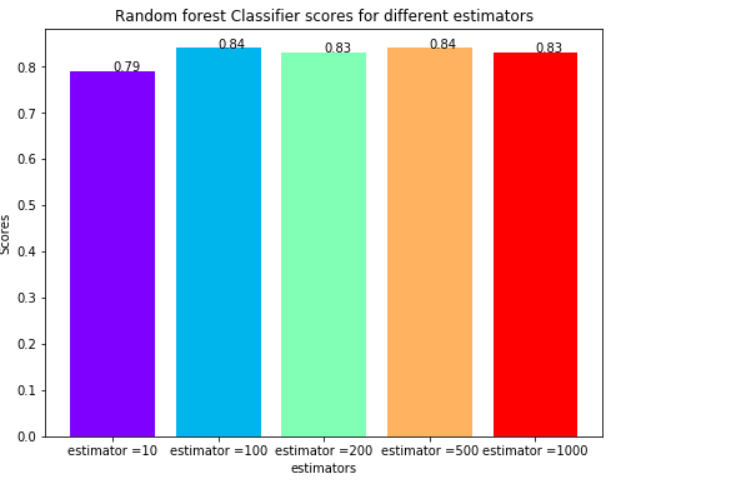 Random forest Classifier scores for different estimators
0.79
0.84
0.83
0.84
0.83
0.8
0.7
0.6
0.5
0.4
0.3
0.2
0.1
0.0
Scores
estimator =10
estimator =100
estimator =200
estimator =500
estimator =1000
estimators